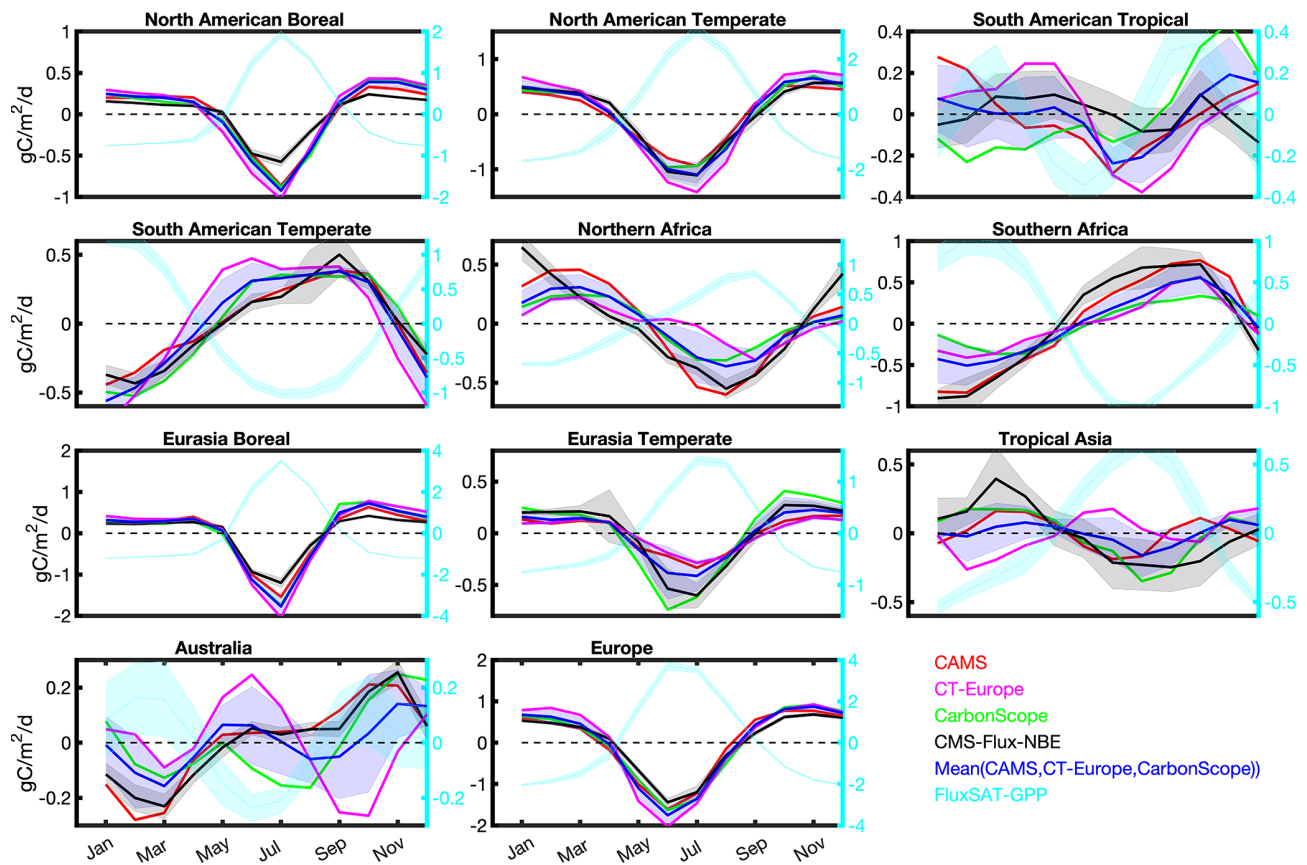 North American Boreal
North American Temperate
South American Tropical
gC/m²/d
1
0.5
0
-0.5
-1
2
1
0
-1
-2
1
0
-1
2
0
-2
0.4
0.2
0
-0.2
-0.4
0.4
0.2
0
-0.2
-0.4
South American Temperate
Northern Africa
Southern Africa
gC/m²/d
0.5
0
-0.5
1
0.5
0
-0.5
-1
0.5
0
-0.5
1
0.5
0
-0.5
-1
1
0.5
0
-0.5
-1
1
0.5
0
-0.5
-1
Eurasia Boreal
Eurasia Temperate
Tropical Asia
gC/m²/d
2
1
0
-1
-2
4
2
0
-2
-4
0.5
0
-0.5
1
0
-1
0.5
0
-0.5
0.5
0
-0.5
Australia
Europe
gC/m²/d
0.2
0
-0.2
0.2
0
-0.2
2
1
0
-1
-2
4
2
0
-2
-4
Jan
Mar
May
Jul
Sep
Nov
Jan
Mar
May
Jul
Sep
Nov
CAMS
CT-Europe
CarbonScope
CMS-Flux-NBE
Mean(CAMS,CT-Europe,CarbonScope))
FluxSAT-GPP